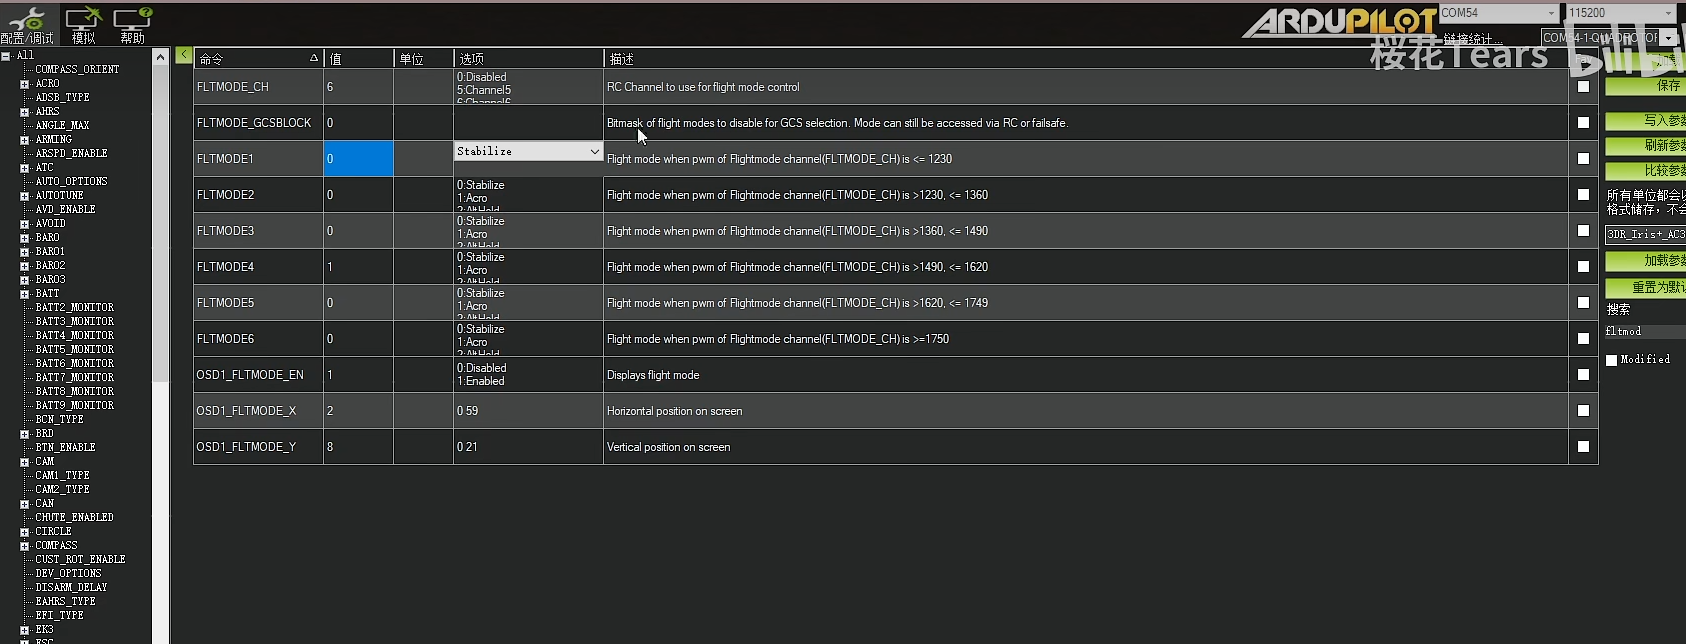 配置/调试
模拟
帮助
ARDUPILOT
COM54
115200
链接统计...
COM54-1-QUADROTOR
樱花Tears
bilibili
All
COMPASS_ORIENT
ACRO
ADSB_TYPE
AHRS
ANGLE_MAX
ARMING
ARSPD_ENABLE
ATC
AUTO_OPTIONS
AUTOTUNE
AVD_ENABLE
AVOID
BARO
BARO1
BARO2
BARO3
BATT
BATT2_MONITOR
BATT3_MONITOR
BATT4_MONITOR
BATT5_MONITOR
BATT6_MONITOR
BATT7_MONITOR
BATT8_MONITOR
BATT9_MONITOR
BCN_TYPE
BRD
BTN_ENABLE
CAM
CAM1_TYPE
CAM2_TYPE
CAN
CHUTE_ENABLED
CIRCLE
COMPASS
CUST_ROT_ENABLE
DEV_OPTIONS
DISARM_DELAY
EAHRS_TYPE
EFI_TYPE
EK3
ESC
命令 值 单位 选项 描述 Fav
FLTMODE_CH 6 0:Disabled RC Channel to use for flight mode control
5:Channel5
6:Channel6
FLTMODE_GCSBLOCK 0 Bitmask of flight modes to disable for GCS selection. Mode can still be accessed via RC or failsafe.
FLTMODE1 0 Stabilize Flight mode when pwm of Flightmode channel(FLTMODE_CH) is <= 1230
FLTMODE2 0 0:Stabilize Flight mode when pwm of Flightmode channel(FLTMODE_CH) is >1230, <= 1360
1:Acro
2:AltHold
FLTMODE3 0 0:Stabilize Flight mode when pwm of Flightmode channel(FLTMODE_CH) is >1360, <= 1490
1:Acro
2:AltHold
FLTMODE4 1 0:Stabilize Flight mode when pwm of Flightmode channel(FLTMODE_CH) is >1490, <= 1620
1:Acro
2:AltHold
FLTMODE5 0 0:Stabilize Flight mode when pwm of Flightmode channel(FLTMODE_CH) is >1620, <= 1749
1:Acro
2:AltHold
FLTMODE6 0 0:Stabilize Flight mode when pwm of Flightmode channel(FLTMODE_CH) is >=1750
1:Acro
2:AltHold
OSD1_FLTMODE_EN 1 0:Disabled Displays flight mode
1:Enabled
OSD1_FLTMODE_X 2 0 59 Horizontal position on screen
OSD1_FLTMODE_Y 8 0 21 Vertical position on screen
加载
保存
写入参数
刷新参数
比较参数
所有单位都会以
格式储存，不会
3DR_Iris+_AC3
加载参数
重置为默认
搜索
fltmod
Modified